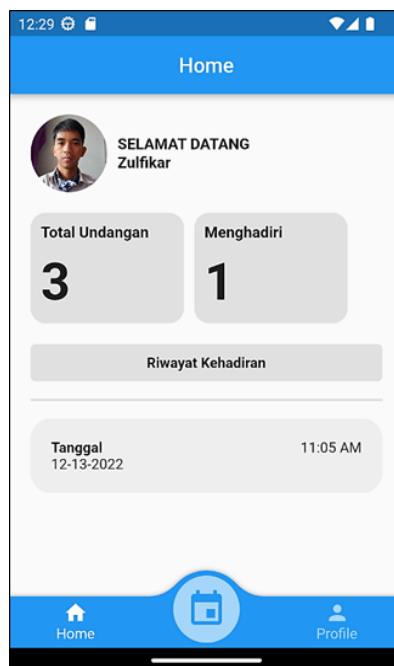 12:29
Home
SELAMAT DATANG
Zulfikar
Total Undangan
3
Menghadiri
1
Riwayat Kehadiran
Tanggal
12-13-2022
11:05 AM
Home
Profile